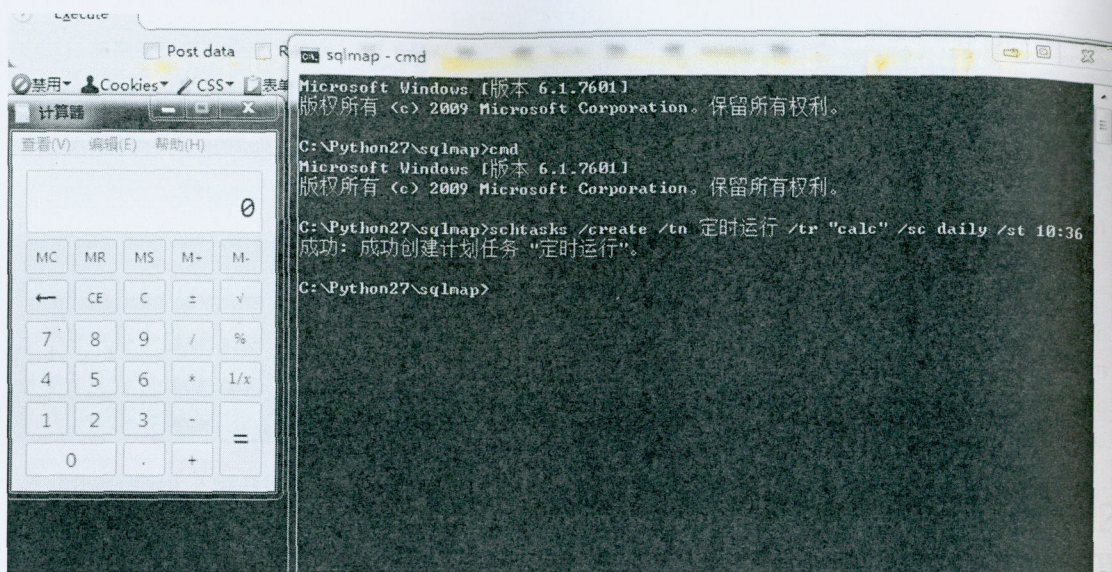 Execute
Post data
sqlmap - cmd
禁用 Cookies CSS 表单
计算器
查看(V) 编辑(E) 帮助(H)
0
MC MR MS M+ M-
← CE C ± √
7 8 9 / %
4 5 6 * 1/x
1 2 3 - =
0 . +
Microsoft Windows [版本 6.1.7601]
版权所有 (c) 2009 Microsoft Corporation。保留所有权利。
C:\Python27\sqlmap>cmd
Microsoft Windows [版本 6.1.7601]
版权所有 (c) 2009 Microsoft Corporation。保留所有权利。
C:\Python27\sqlmap>schtasks /create /tn 定时运行 /tr "calc" /sc daily /st 10:36
成功: 成功创建计划任务 "定时运行"。
C:\Python27\sqlmap>